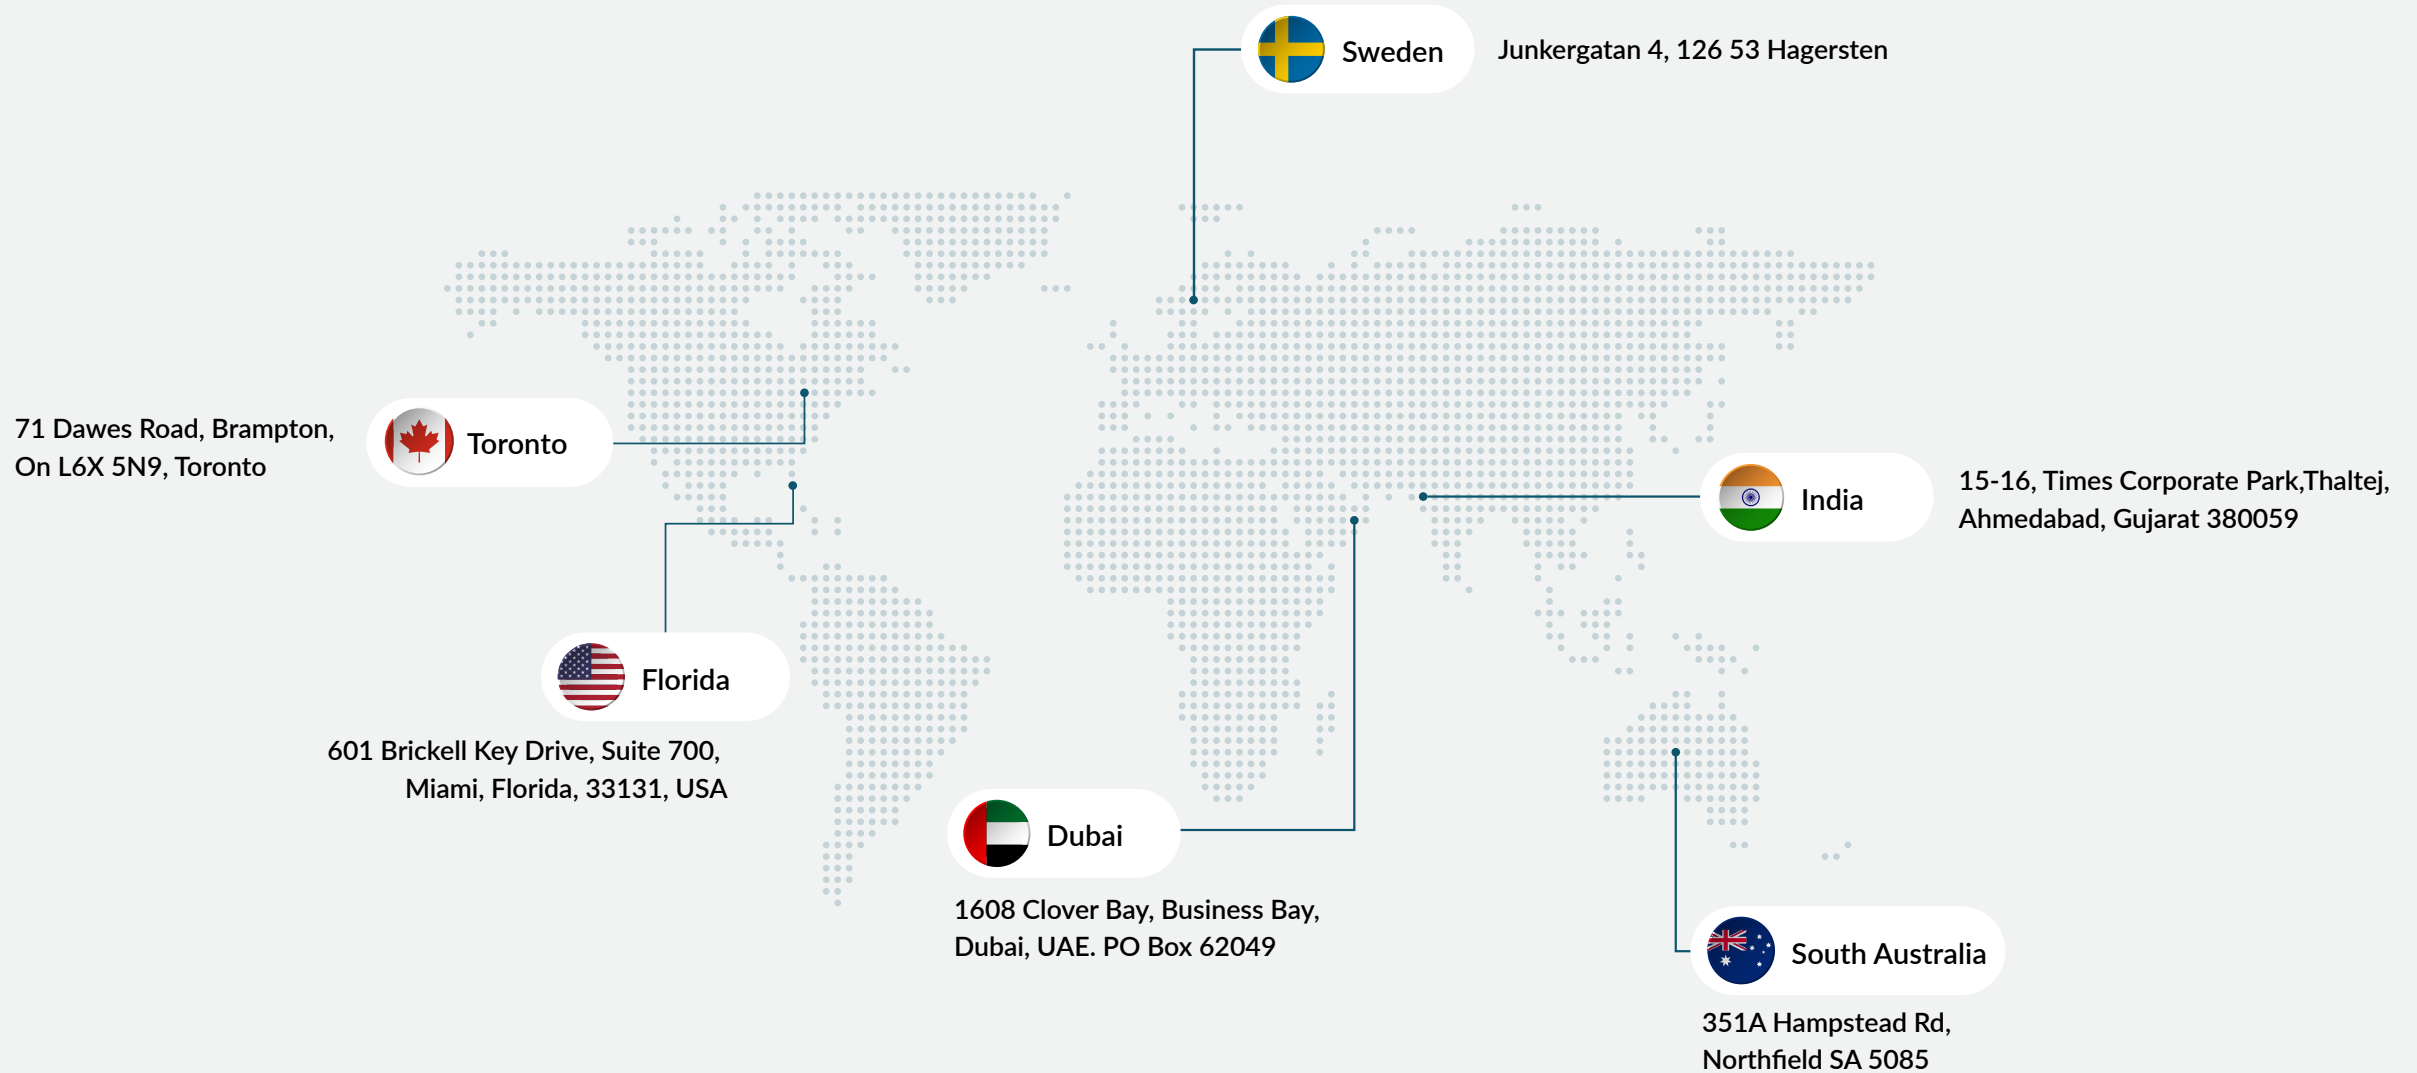 Sweden
Junkergatan 4, 126 53 Hagersten
71 Dawes Road, Brampton,
On L6X 5N9, Toronto
Toronto
India
15-16, Times Corporate Park,Thaltej,
Ahmedabad, Gujarat 380059
Florida
601 Brickell Key Drive, Suite 700,
Miami, Florida, 33131, USA
Dubai
1608 Clover Bay, Business Bay,
Dubai, UAE. PO Box 62049
South Australia
351A Hampstead Rd,
Northfield SA 5085